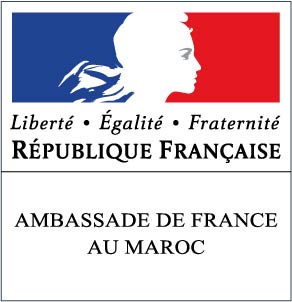 Liberté • Égalité • Fraternité
RÉPUBLIQUE FRANÇAISE
AMBASSADE DE FRANCE
AU MAROC